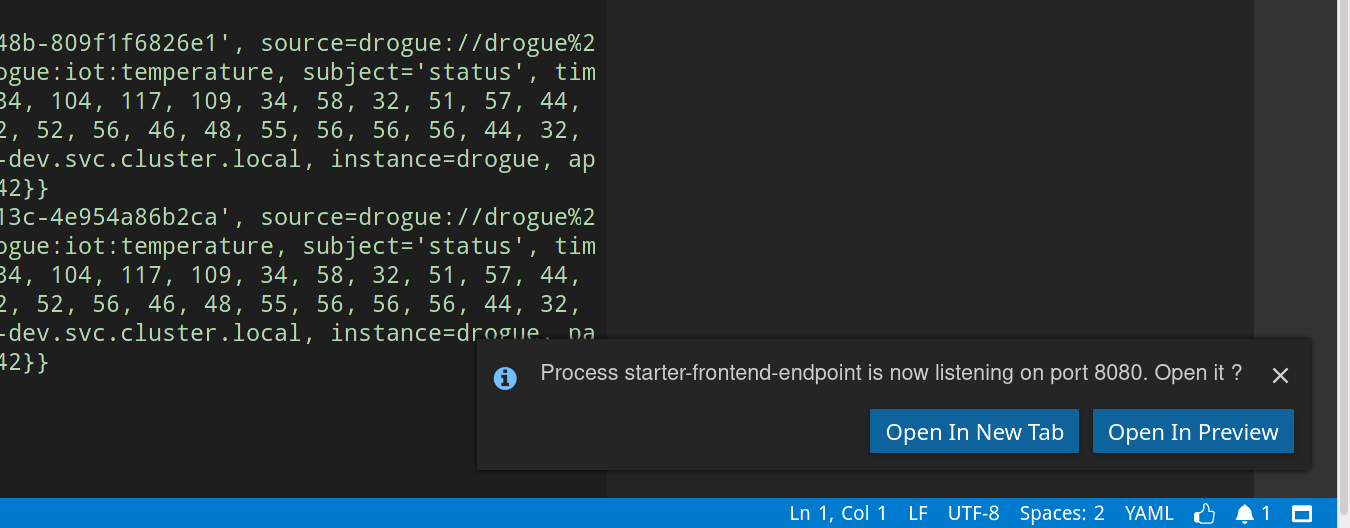 48b-809f1f6826e1', source=drogue://drogue%2
ogue:iot:temperature, subject='status', tim
34, 104, 117, 109, 34, 58, 32, 51, 57, 44,
2, 52, 56, 46, 48, 55, 56, 56, 56, 44, 32,
-dev.svc.cluster.local, instance=drogue, ap
42}}
13c-4e954a86b2ca', source=drogue://drogue%2
ogue:iot:temperature, subject='status', tim
34, 104, 117, 109, 34, 58, 32, 51, 57, 44,
2, 52, 56, 46, 48, 55, 56, 56, 56, 44, 32,
-dev.svc.cluster.local, instance=drogue, pa
42}}
Process starter-frontend-endpoint is now listening on port 8080. Open it ?
Open In New Tab Open In Preview
Ln 1, Col 1 LF UTF-8 Spaces: 2 YAML 1